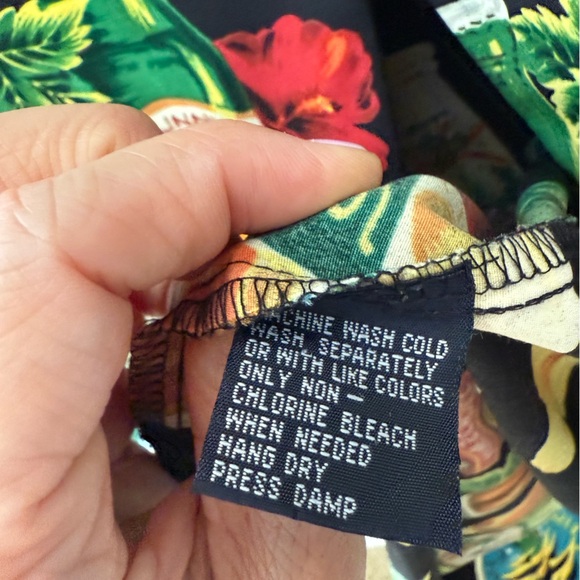 MACHINE WASH COLD
WASH SEPARATELY
OR WITH LIKE COLORS
ONLY NON —
CHLORINE BLEACH
WHEN NEEDED
HANG DRY
PRESS DAMP